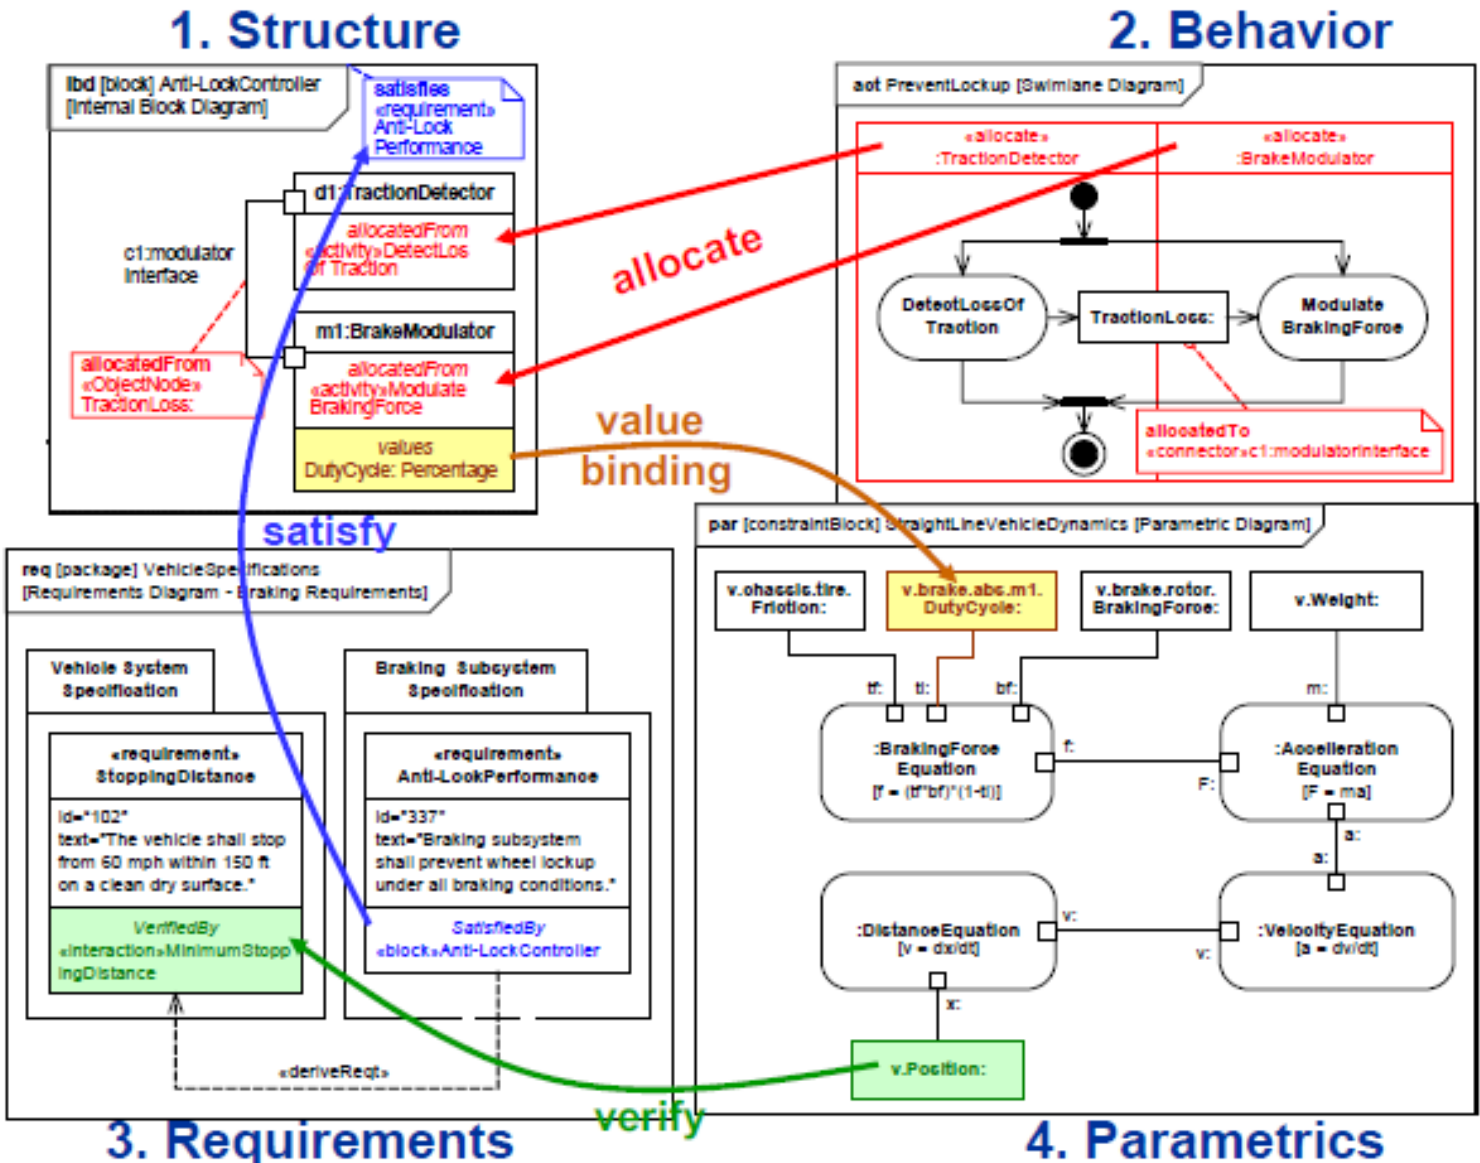 1. Structure
ibd [block] Anti-LockController
[Internal Block Diagram]
satisfies
«requirement»
Anti-Lock
Performance
d1:TractionDetector
allocatedFrom
«activity»DetectLos
Of Traction
c1:modulator
Interface
m1:BrakeModulator
allocatedFrom
«activity»Modulate
BrakingForce
allocatedFrom
«ObjectNode»
TractionLoss:
values
DutyCycle: Percentage
2. Behavior
act PreventLockup [Swimlane Diagram]
«allocate»
:TractionDetector
«allocate»
:BrakeModulator
DetectLossOf
Traction
TractionLoss:
Modulate
BrakingForce
allocatedTo
«connector»c1:modulatorInterface
allocate
value
binding
satisfy
req [package] VehicleSpecifications
[Requirements Diagram - Braking Requirements]
Vehicle System
Specification
Braking Subsystem
Specification
«requirement»
StoppingDistance
id="102"
text="The vehicle shall stop
from 60 mph within 150 ft
on a clean dry surface."
VerifiedBy
«interaction»MinimumStopp
ingDistance
«requirement»
Anti-LockPerformance
id="337"
text="Braking subsystem
shall prevent wheel lockup
under all braking conditions."
SatisfiedBy
«block»Anti-LockController
«deriveReqt»
3. Requirements
verify
par [constraintBlock] StraightLineVehicleDynamics [Parametric Diagram]
v.chassis.tire.
Friction:
v.brake.abs.m1.
DutyCycle:
v.brake.rotor.
BrakingForce:
v.Weight:
tf:
tl:
bf:
m:
:BrakingForce
Equation
[f = (tf*bf)*(1-tl)]
f:
F:
:Accelleration
Equation
[F = ma]
a:
a:
:DistanceEquation
[v = dx/dt]
v:
v:
:VelocityEquation
[a = dv/dt]
x:
v.Position:
4. Parametrics